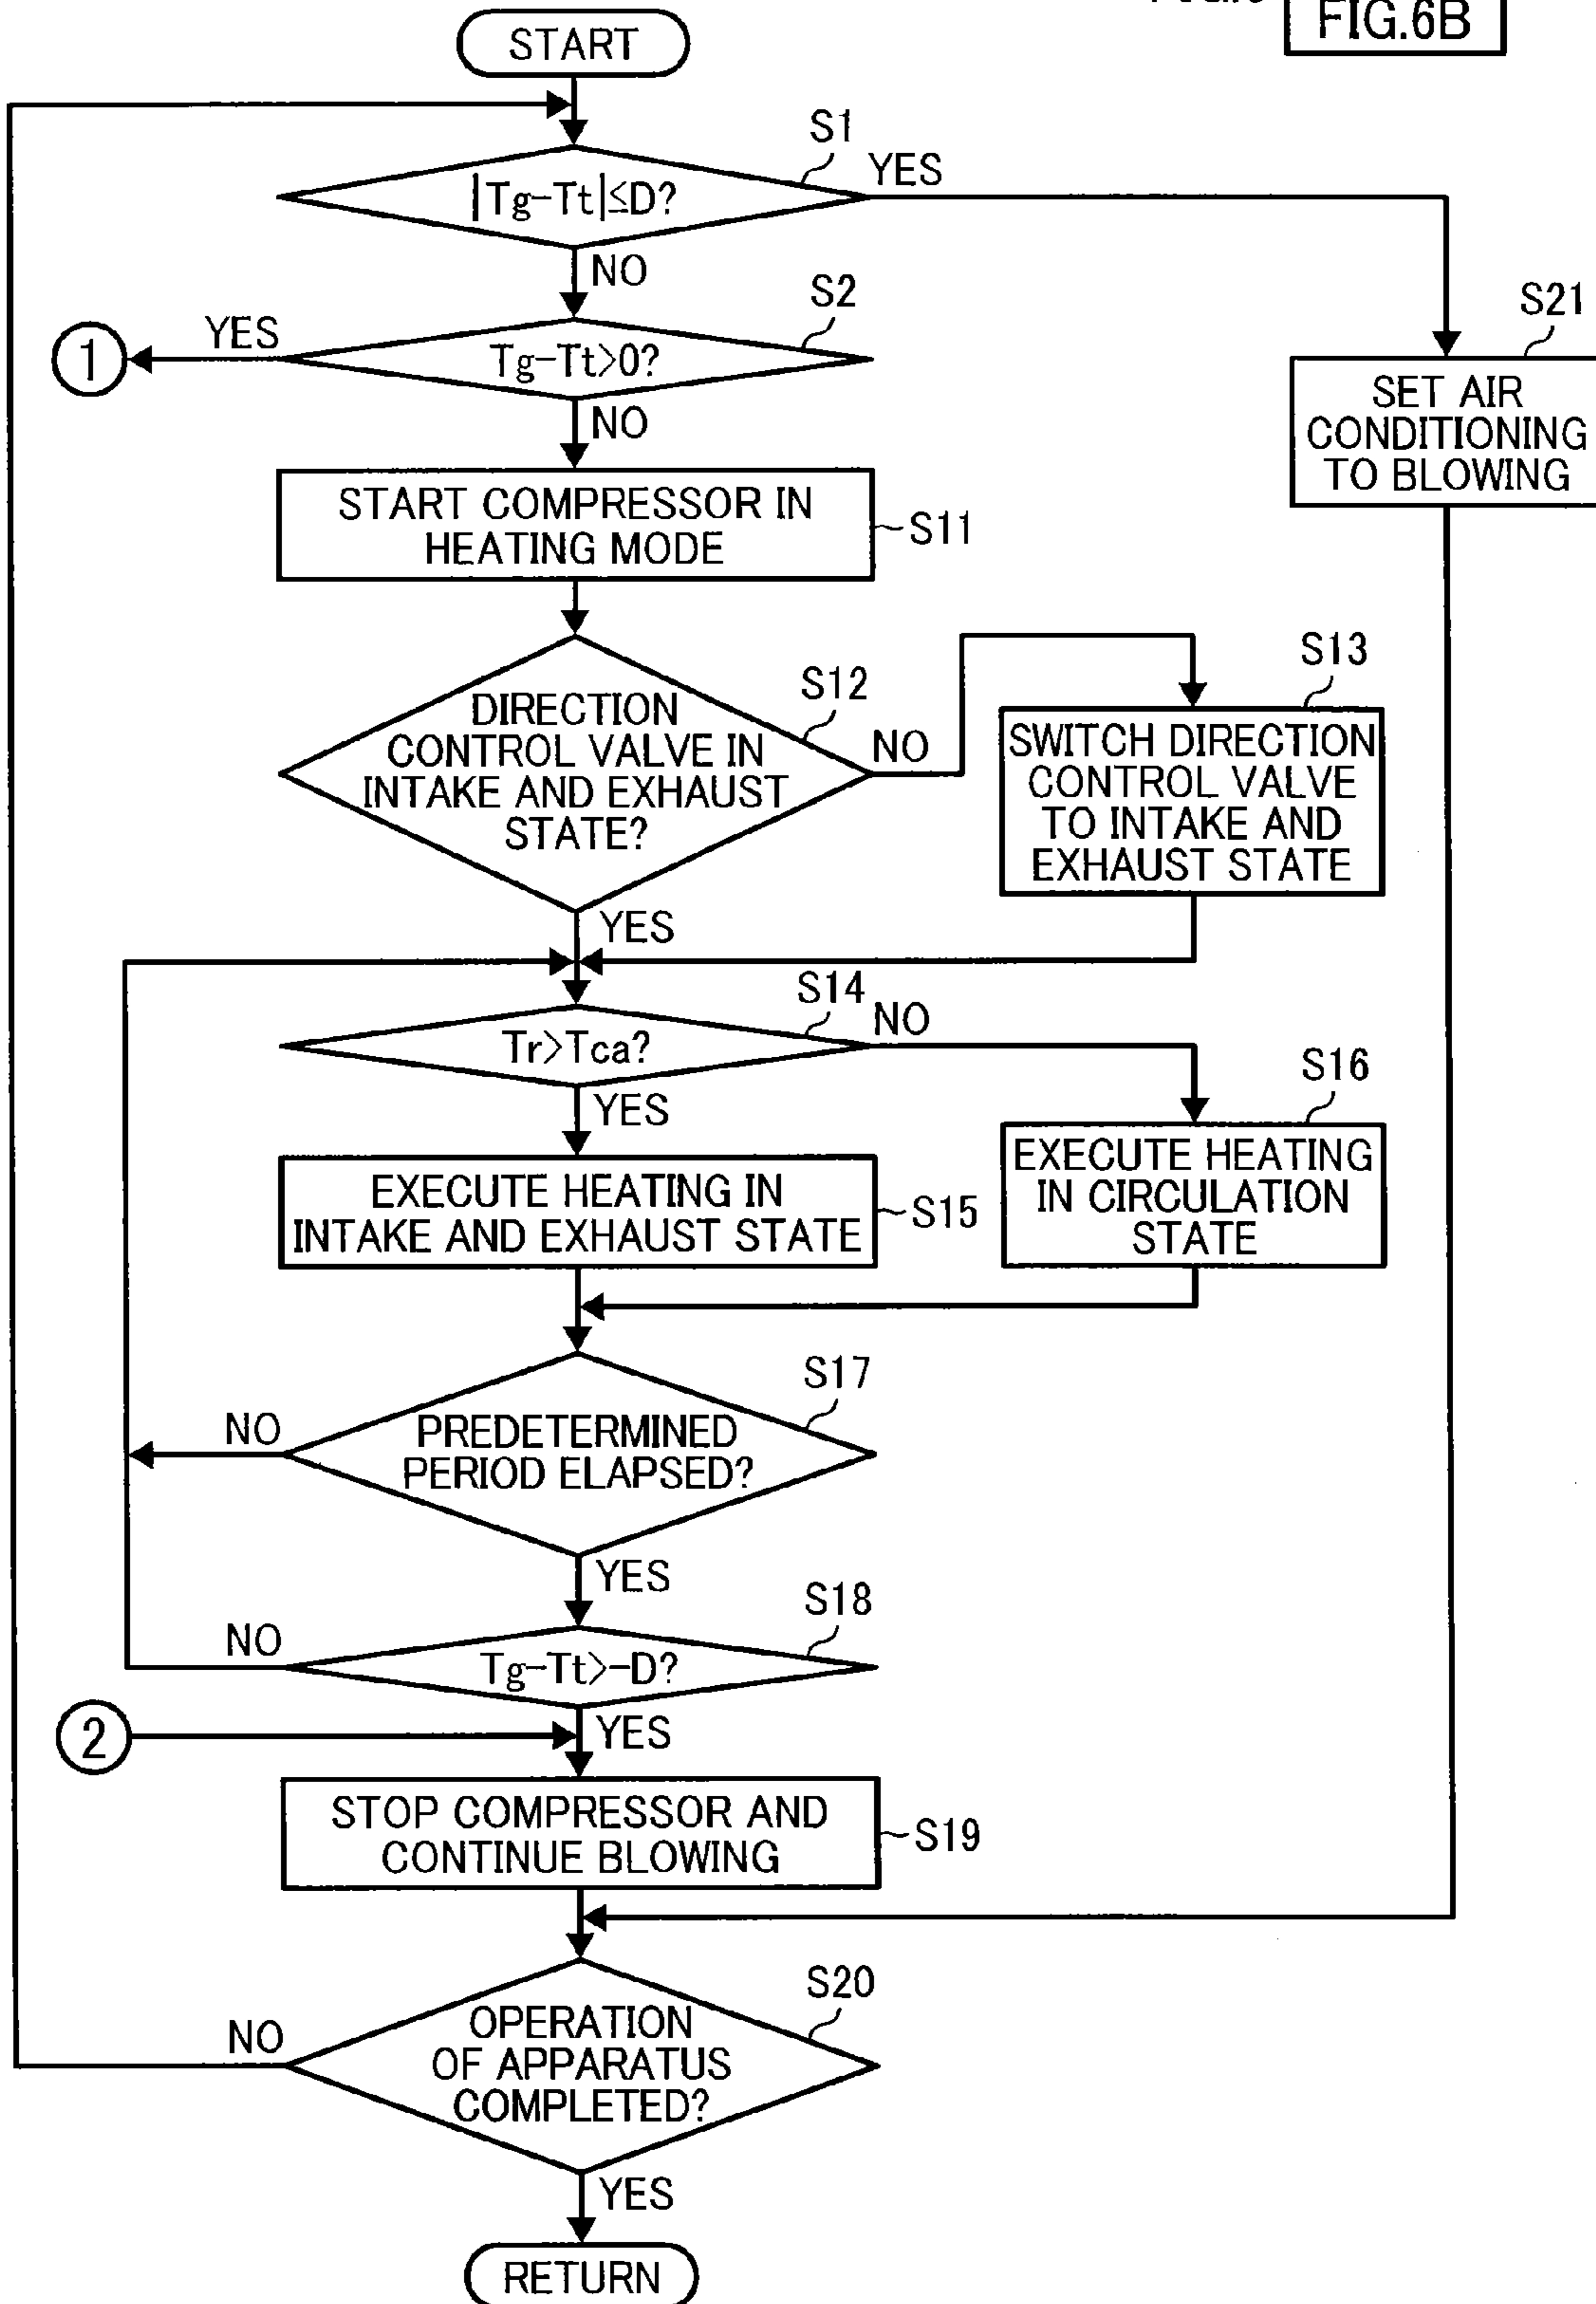 FIG.6B
START
S1
|Tg-Tt|≤D?
YES
NO
S2
Tg-Tt>0?
YES
1
NO
S21
SET AIR
CONDITIONING
TO BLOWING
START COMPRESSOR IN
HEATING MODE
S11
S12
DIRECTION
CONTROL VALVE IN
INTAKE AND EXHAUST
STATE?
NO
S13
SWITCH DIRECTION
CONTROL VALVE
TO INTAKE AND
EXHAUST STATE
YES
S14
Tr>Tca?
NO
YES
S16
EXECUTE HEATING
IN CIRCULATION
STATE
EXECUTE HEATING IN
INTAKE AND EXHAUST STATE
S15
S17
PREDETERMINED
PERIOD ELAPSED?
NO
YES
S18
Tg-Tt>-D?
NO
YES
2
STOP COMPRESSOR AND
CONTINUE BLOWING
S19
S20
OPERATION
OF APPARATUS
COMPLETED?
NO
YES
RETURN